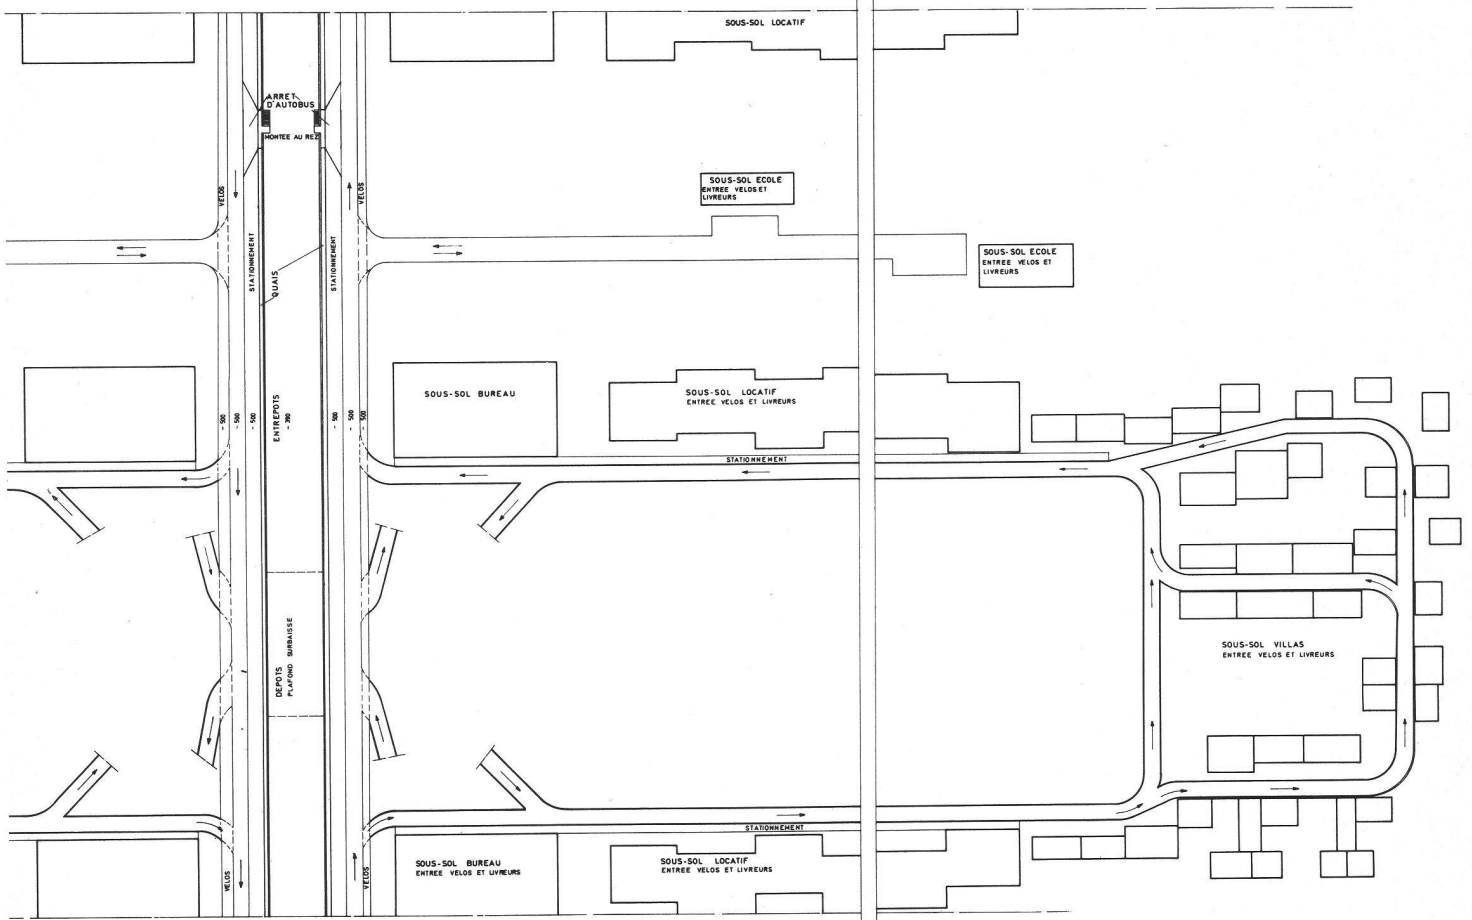 SOUS-SOL LOCATIF
ARRET
D'AUTOBUS
MONTEE AU REZ
SOUS-SOL ECOLE
ENTREE VELOS ET
LIVREURS
VELOS
VELOS
STATIONNEMENT
STATIONNEMENT
QUAIS
SOUS-SOL ECOLE
ENTREE VELOS ET
LIVREURS
SOUS-SOL BUREAU
SOUS-SOL LOCATIF
ENTREE VELOS ET LIVREURS
- 500
- 500
- 500
ENTREPOTS
- 390
- 500
- 500
- 500
STATIONNEMENT
DEPOTS
PLAFOND SURBAISSE
SOUS-SOL VILLAS
ENTREE VELOS ET LIVREURS
STATIONNEMENT
SOUS-SOL BUREAU
ENTREE VELOS ET LIVREURS
SOUS-SOL LOCATIF
ENTREE VELOS ET LIVREURS
VELOS
VELOS